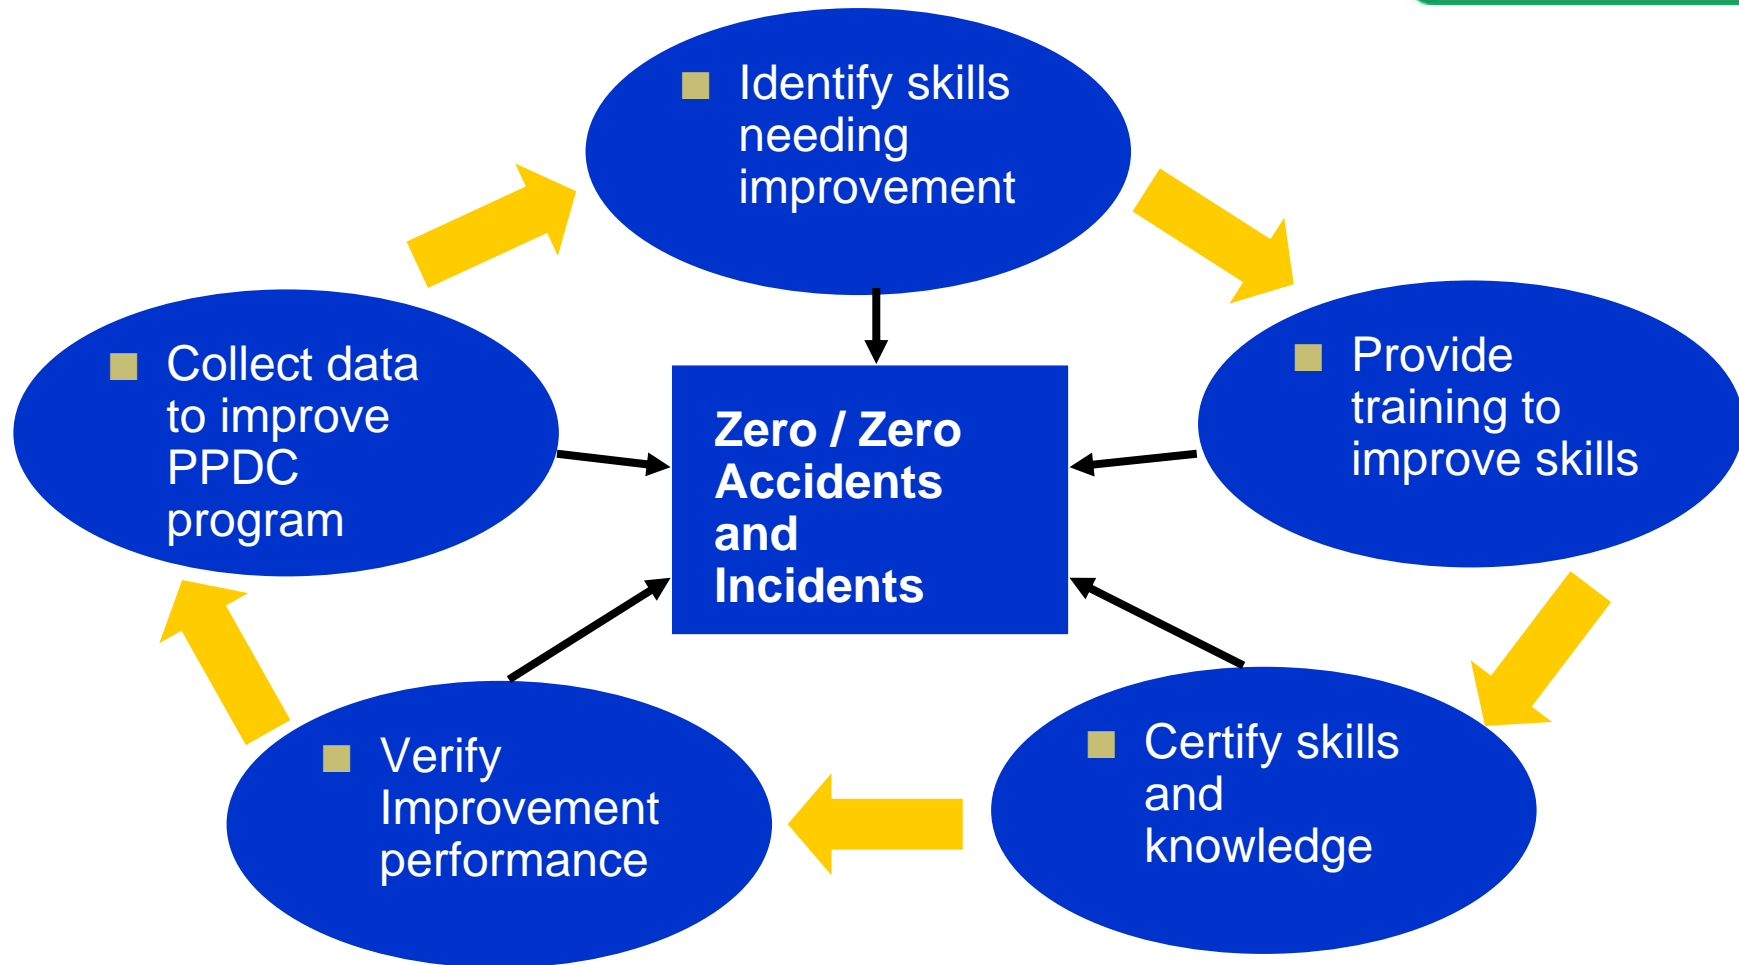 Identify skills
needing
improvement
Provide
training to
improve skills
Certify skills
and
knowledge
Verify
Improvement
performance
Collect data
to improve
PPDC
program
Zero / Zero
Accidents
and
Incidents